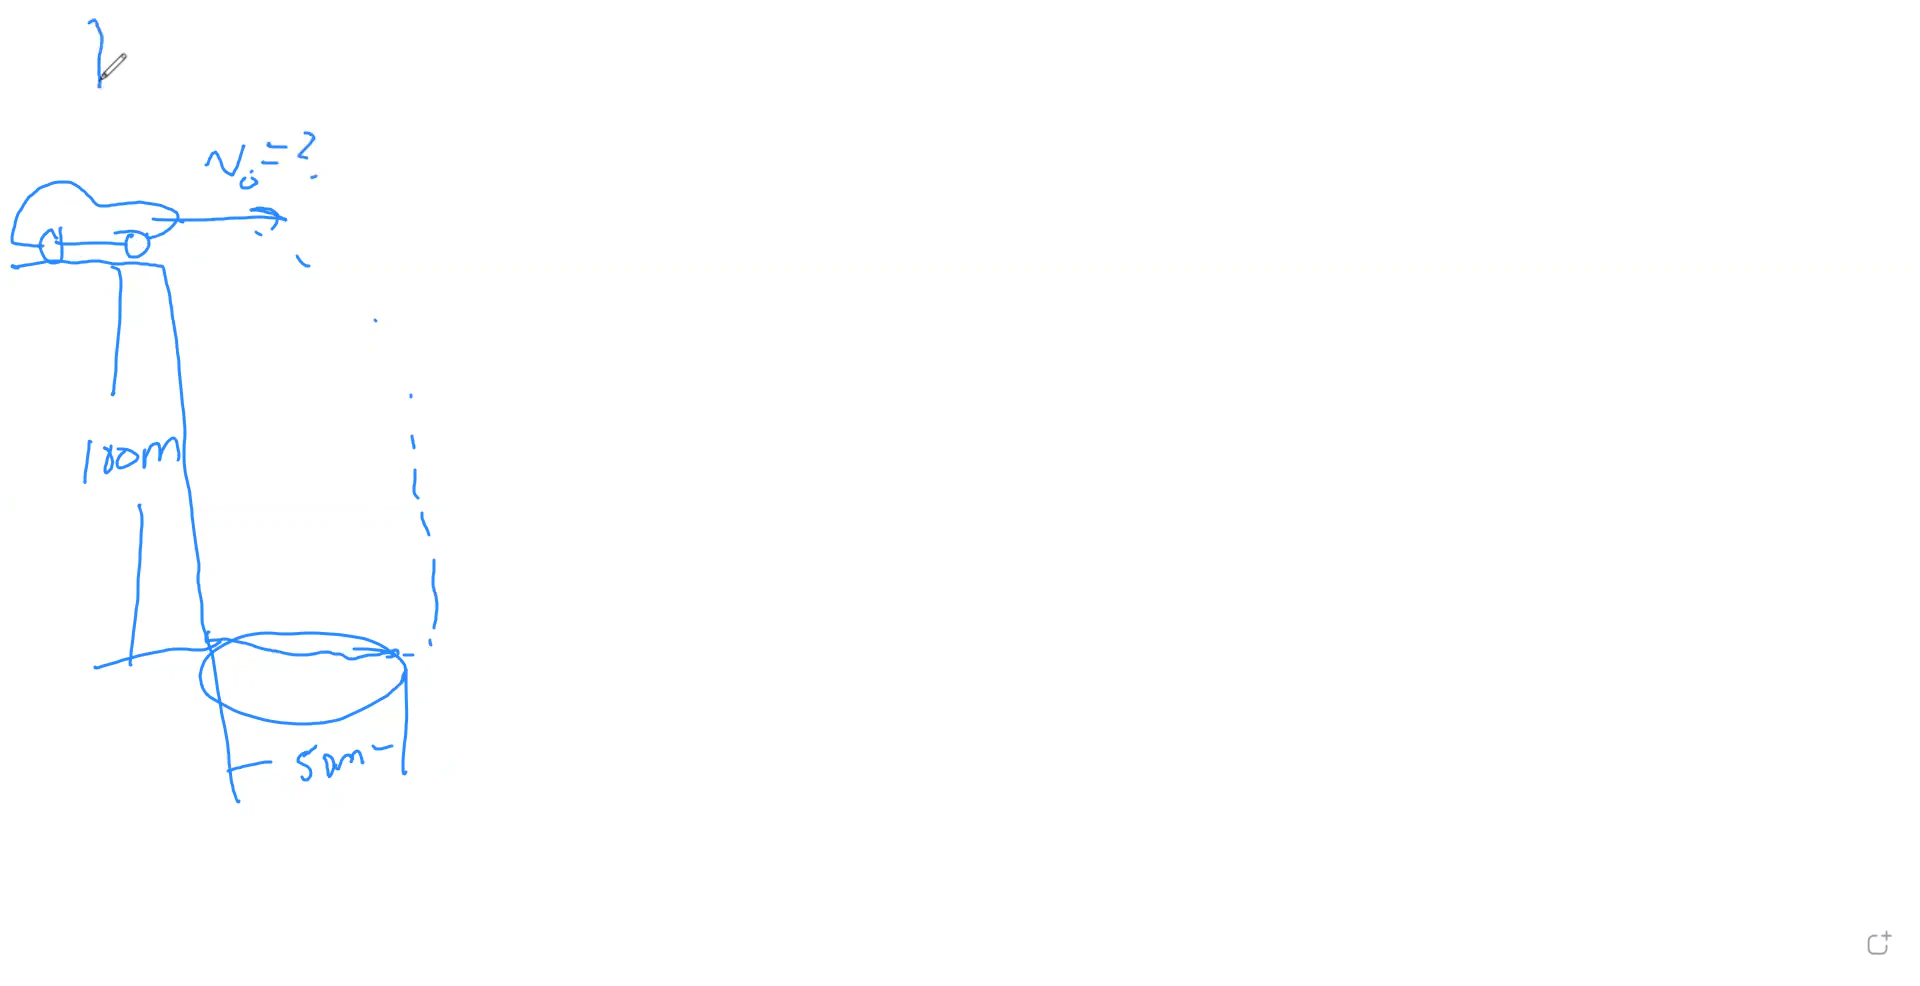 v₀ = ?
100m
50m